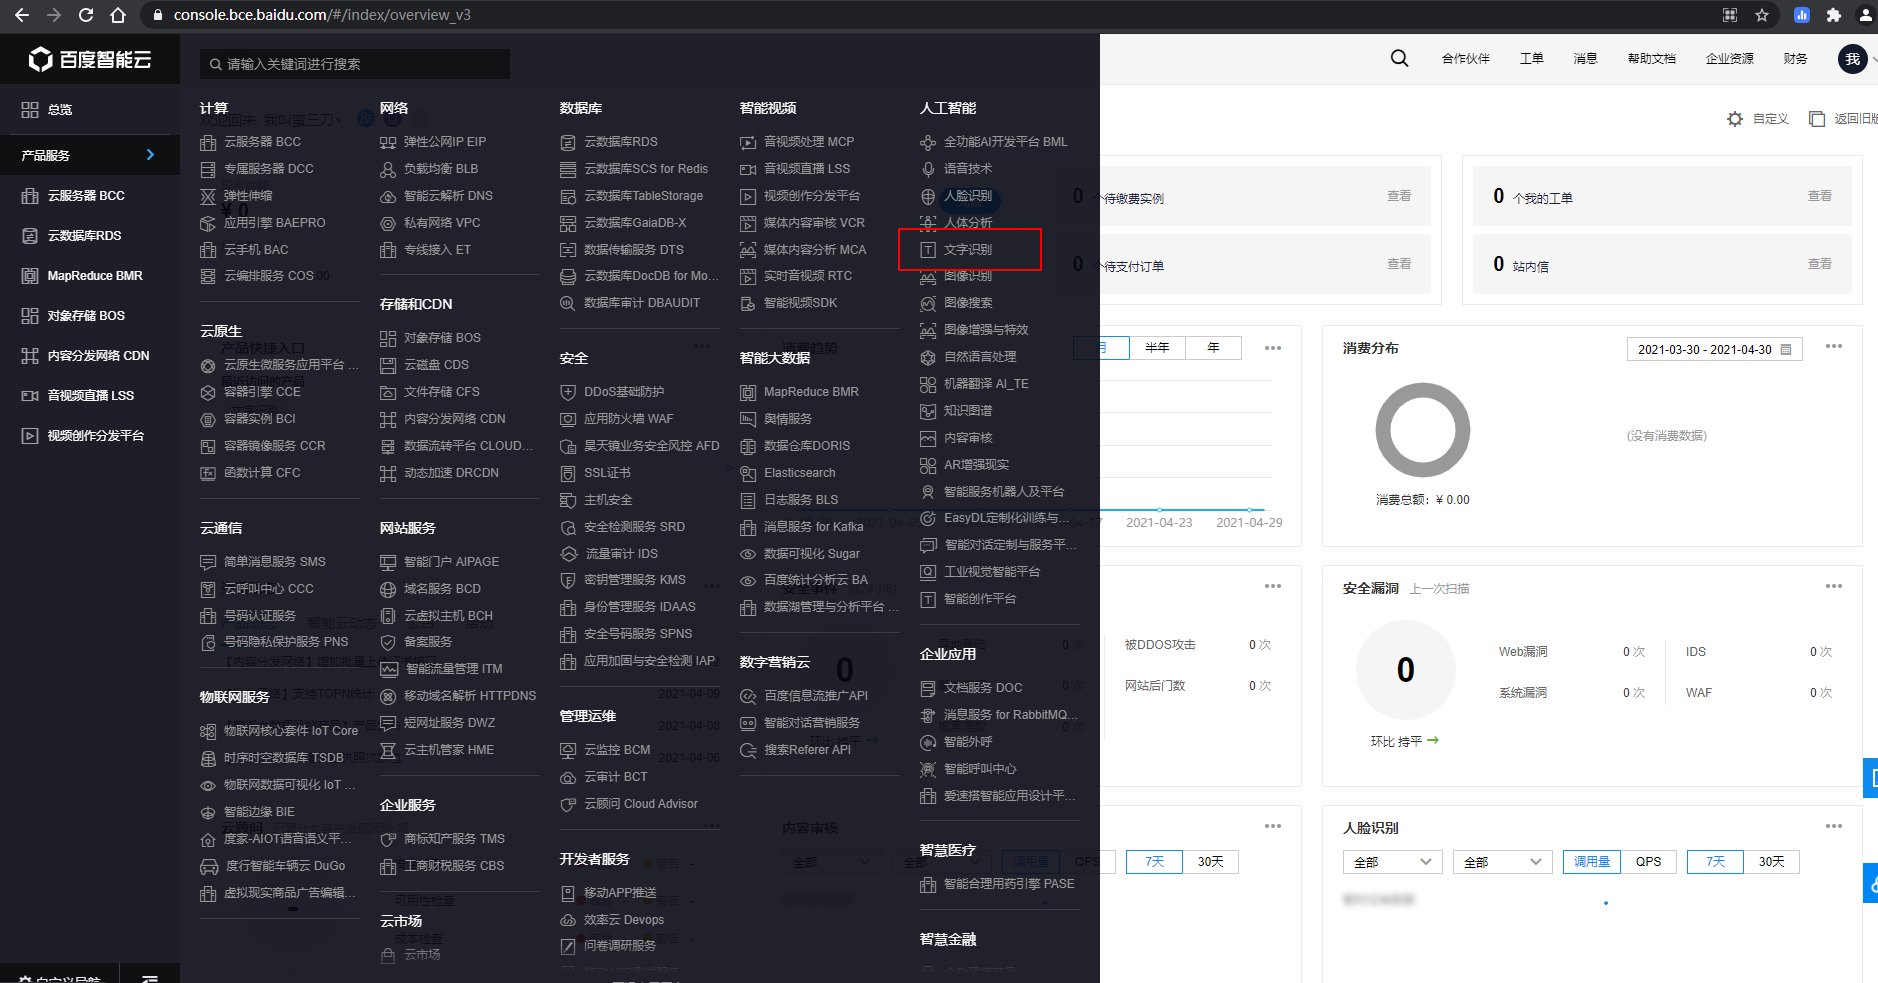 console.bce.baidu.com/#/index/overview_v3
百度智能云
请输入关键词进行搜索
合作伙伴
工单
消息
帮助文档
企业资源
财务
我
总览
产品服务
云服务器 BCC
云数据库RDS
MapReduce BMR
对象存储 BOS
内容分发网络 CDN
音视频直播 LSS
视频创作分发平台
计算
云服务器 BCC
专属服务器 DCC
弹性伸缩
应用引擎 BAEPRO
云手机 BAC
云编排服务 COS
云原生
云原生微服务应用平台 ...
容器引擎 CCE
容器实例 BCI
容器镜像服务 CCR
函数计算 CFC
云通信
简单消息服务 SMS
云呼叫中心 CCC
号码认证服务
号码隐私保护服务 PNS
物联网服务
物联网核心套件 IoT Core
时序时空数据库 TSDB
物联网数据可视化 IoT ...
智能边缘 BIE
度家-AIOT语音语义平...
度行智能车辆云 DuGo
虚拟现实商品广告编辑...
网络
弹性公网IP EIP
负载均衡 BLB
智能云解析 DNS
私有网络 VPC
专线接入 ET
存储和CDN
对象存储 BOS
云磁盘 CDS
文件存储 CFS
内容分发网络 CDN
数据流转平台 CLOUD...
动态加速 DRCDN
网站服务
智能门户 AIPAGE
域名服务 BCD
云虚拟主机 BCH
备案服务
智能流量管理 ITM
移动域名解析 HTTPDNS
短网址服务 DWZ
云主机管家 HME
企业服务
商标知产服务 TMS
工商财税服务 CBS
云市场
云市场
数据库
云数据库RDS
云数据库SCS for Redis
云数据库TableStorage
云数据库GaiaDB-X
数据传输服务 DTS
云数据库DocDB for Mo...
数据库审计 DBAUDIT
安全
DDoS基础防护
应用防火墙 WAF
昊天镜业务安全风控 AFD
SSL证书
主机安全
安全检测服务 SRD
流量审计 IDS
密钥管理服务 KMS
身份管理服务 IDAAS
安全号码服务 SPNS
应用加固与安全检测 IAP
管理运维
云监控 BCM
云审计 BCT
云顾问 Cloud Advisor
开发者服务
移动APP推送
效率云 Devops
问卷调研服务
智能视频
音视频处理 MCP
音视频直播 LSS
视频创作分发平台
媒体内容审核 VCR
媒体内容分析 MCA
实时音视频 RTC
智能视频SDK
智能大数据
MapReduce BMR
舆情服务
数据仓库DORIS
Elasticsearch
日志服务 BLS
消息服务 for Kafka
数据可视化 Sugar
百度统计分析云 BA
数据湖管理与分析平台 ...
数字营销云
百度信息流推广API
智能对话营销服务
搜索Referer API
人工智能
全功能AI开发平台 BML
语音技术
人脸识别
人体分析
文字识别
图像识别
图像搜索
图像增强与特效
自然语言处理
机器翻译 AI_TE
知识图谱
内容审核
AR增强现实
智能服务机器人及平台
EasyDL定制化训练与...
智能对话定制与服务平...
工业视觉智能平台
智能创作平台
企业应用
文档服务 DOC
消息服务 for RabbitMQ...
智能外呼
智能呼叫中心
爱速搭智能应用设计平...
智慧医疗
智能合理用药引擎 PASE
智慧金融
自定义
返回旧版
0 个待缴费实例
查看
0 个我的工单
查看
0 个待支付订单
查看
0 站内信
查看
月
半年
年
2021-04-23
2021-04-29
消费分布
2021-03-30 - 2021-04-30
(没有消费数据)
消费总额：¥ 0.00
被DDOS攻击
0 次
网站后门数
0 次
安全漏洞
上一次扫描
0
环比 持平
Web漏洞
0 次
IDS
0 次
系统漏洞
0 次
WAF
0 次
内容审核
全部
全部
调用量
QPS
7天
30天
人脸识别
全部
全部
调用量
QPS
7天
30天